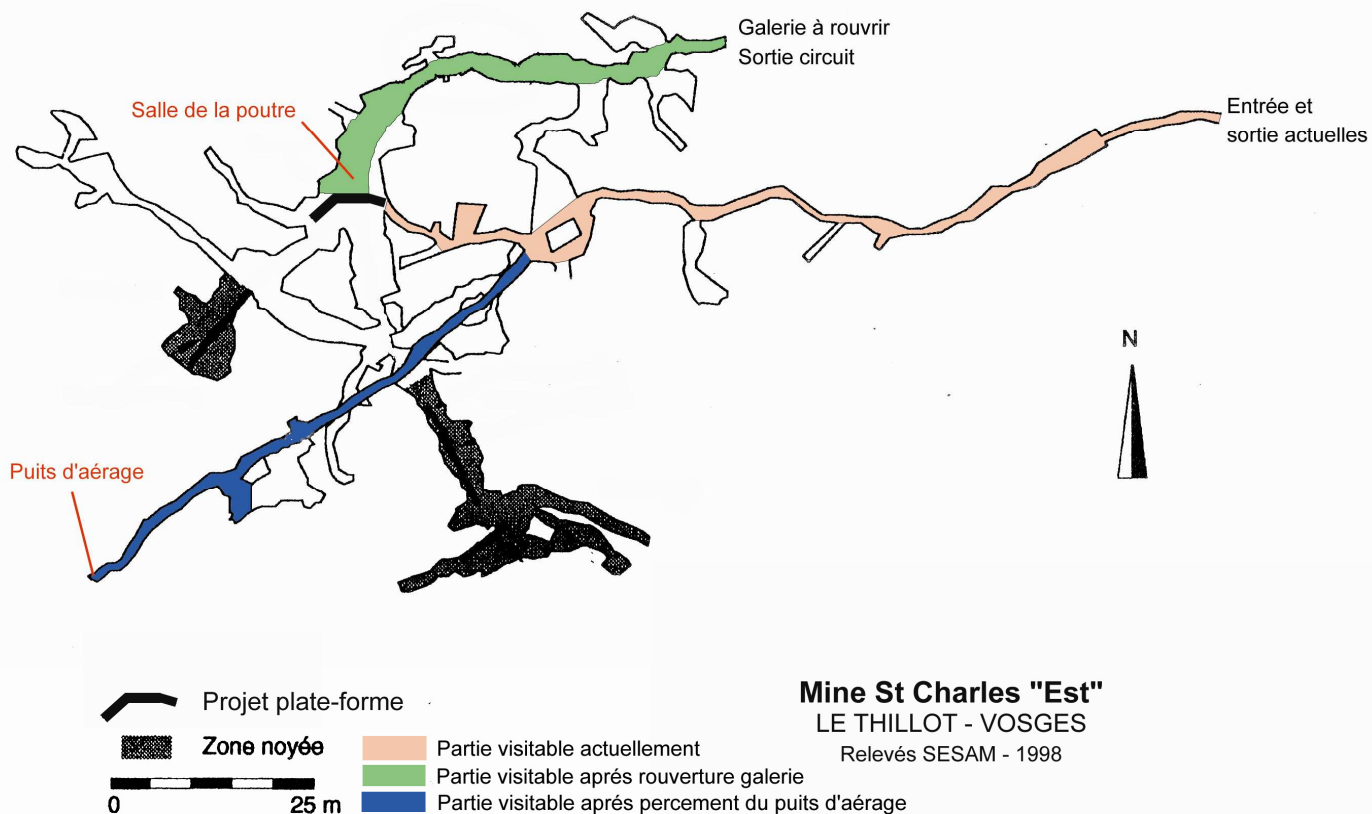 Galerie à rouvrir
Sortie circuit
Salle de la poutre
Entrée et
sortie actuelles
N
Puits d'aérage
Projet plate-forme
Zone noyée
0 25 m
Partie visitable actuellement
Partie visitable aprés rouverture galerie
Partie visitable aprés percement du puits d'aérage
Mine St Charles "Est"
LE THILLOT - VOSGES
Relevés SESAM - 1998